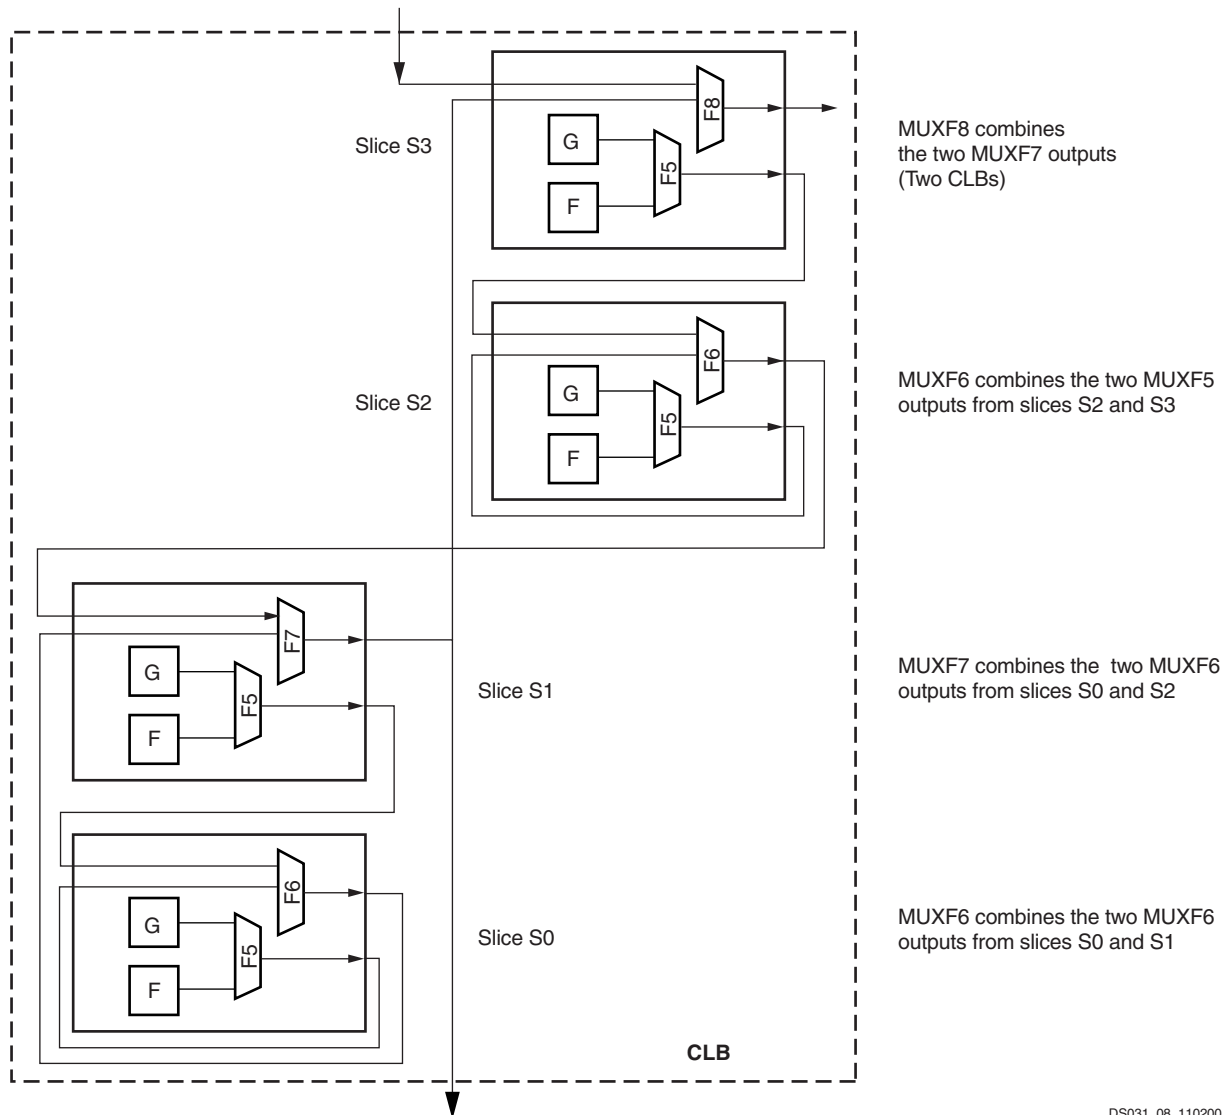 Slice S3
F8
G
F5
F
MUXF8 combines
the two MUXF7 outputs
(Two CLBs)
Slice S2
F6
G
F5
F
MUXF6 combines the two MUXF5
outputs from slices S2 and S3
F7
G
F5
F
Slice S1
MUXF7 combines the two MUXF6
outputs from slices S0 and S2
F6
G
F5
F
Slice S0
MUXF6 combines the two MUXF6
outputs from slices S0 and S1
CLB
DS031_08_110200